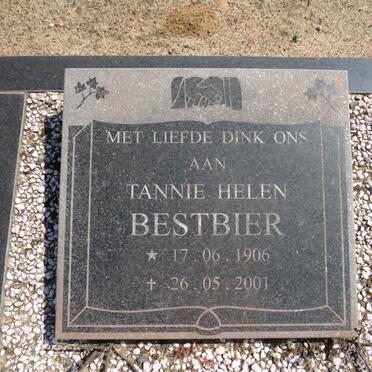 MET LIEFDE DINK ONS
AAN
TANNIE HELEN
BESTBIER
★ 17 . 06 . 1906
✝ 26 . 05 . 2001